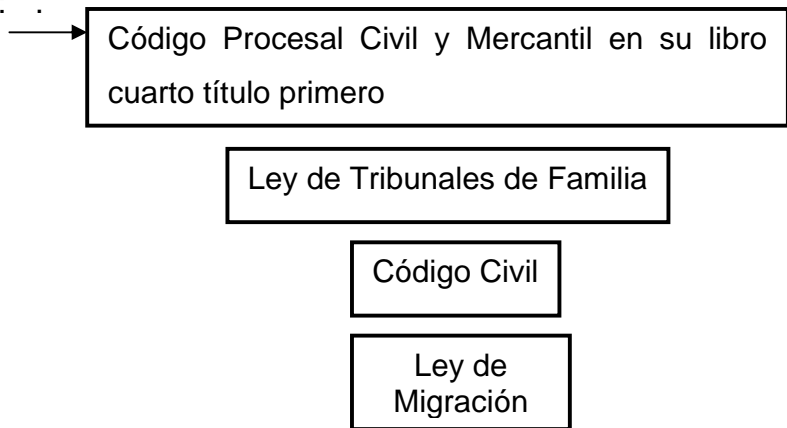 . .
Código Procesal Civil y Mercantil en su libro
cuarto título primero
Ley de Tribunales de Familia
Código Civil
Ley de
Migración